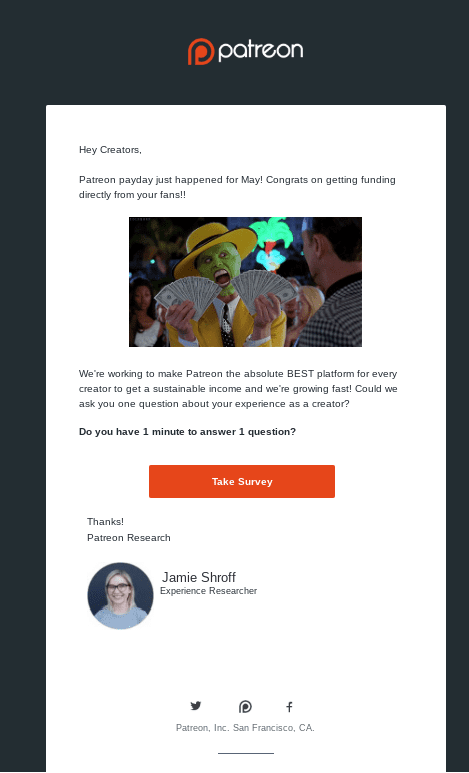 patreon
Hey Creators,
Patreon payday just happened for May! Congrats on getting funding
directly from your fans!!
We're working to make Patreon the absolute BEST platform for every
creator to get a sustainable income and we're growing fast! Could we
ask you one question about your experience as a creator?
Do you have 1 minute to answer 1 question?
Take Survey
Thanks!
Patreon Research
Jamie Shroff
Experience Researcher
Patreon, Inc. San Francisco, CA.